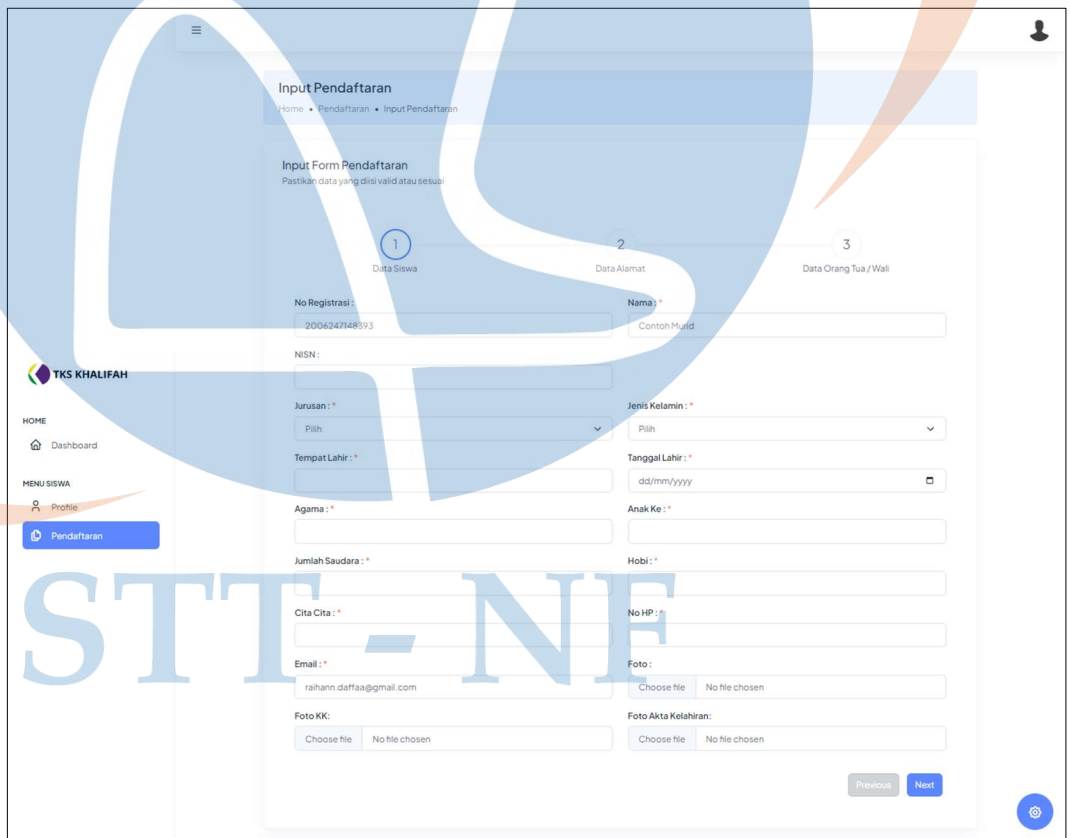 Input Pendaftaran
Home • Pendaftaran • Input Pendaftaran
Input Form Pendaftaran
Pastikan data yang diisi valid atau sesuai
1 2 3
Data Siswa Data Alamat Data Orang Tua / Wali
No Registrasi : Nama : *
2006247148393 Contoh Murid
NISN :
TKS KHALIFAH
Jurusan : * Jenis Kelamin : *
HOME
Pilih Pilih
Dashboard
Tempat Lahir : * Tanggal Lahir : *
MENU SISWA
dd/mm/yyyy
Profile
Agama : * Anak Ke : *
Pendaftaran
Jumlah Saudara : * Hobi : *
Cita Cita : * No HP : *
STT - NF
Email : * Foto :
raihann.daffaa@gmail.com Choose file No file chosen
Foto KK: Foto Akta Kelahiran:
Choose file No file chosen Choose file No file chosen
Previous Next